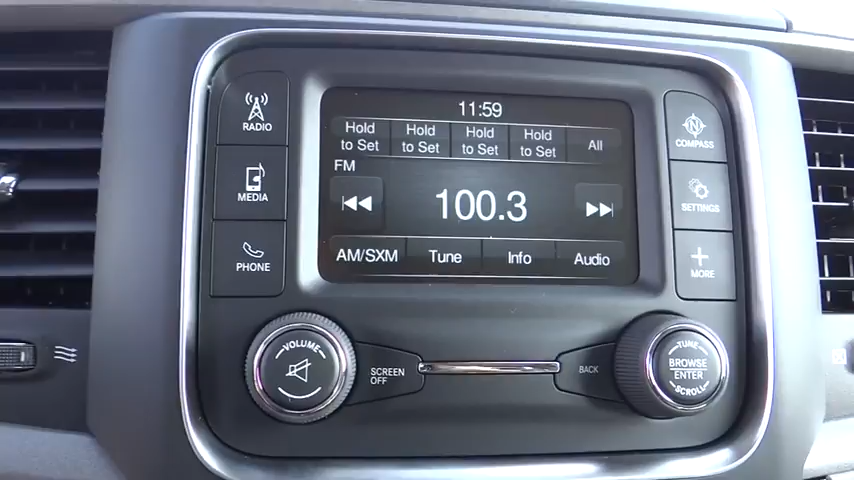 11:59
Hold to Set
Hold to Set
Hold to Set
Hold to Set
All
FM
100.3
AM/SXM
Tune
Info
Audio
RADIO
MEDIA
PHONE
N
COMPASS
SETTINGS
MORE
VOLUME
SCREEN
OFF
BACK
TUNE
BROWSE
ENTER
SCROLL